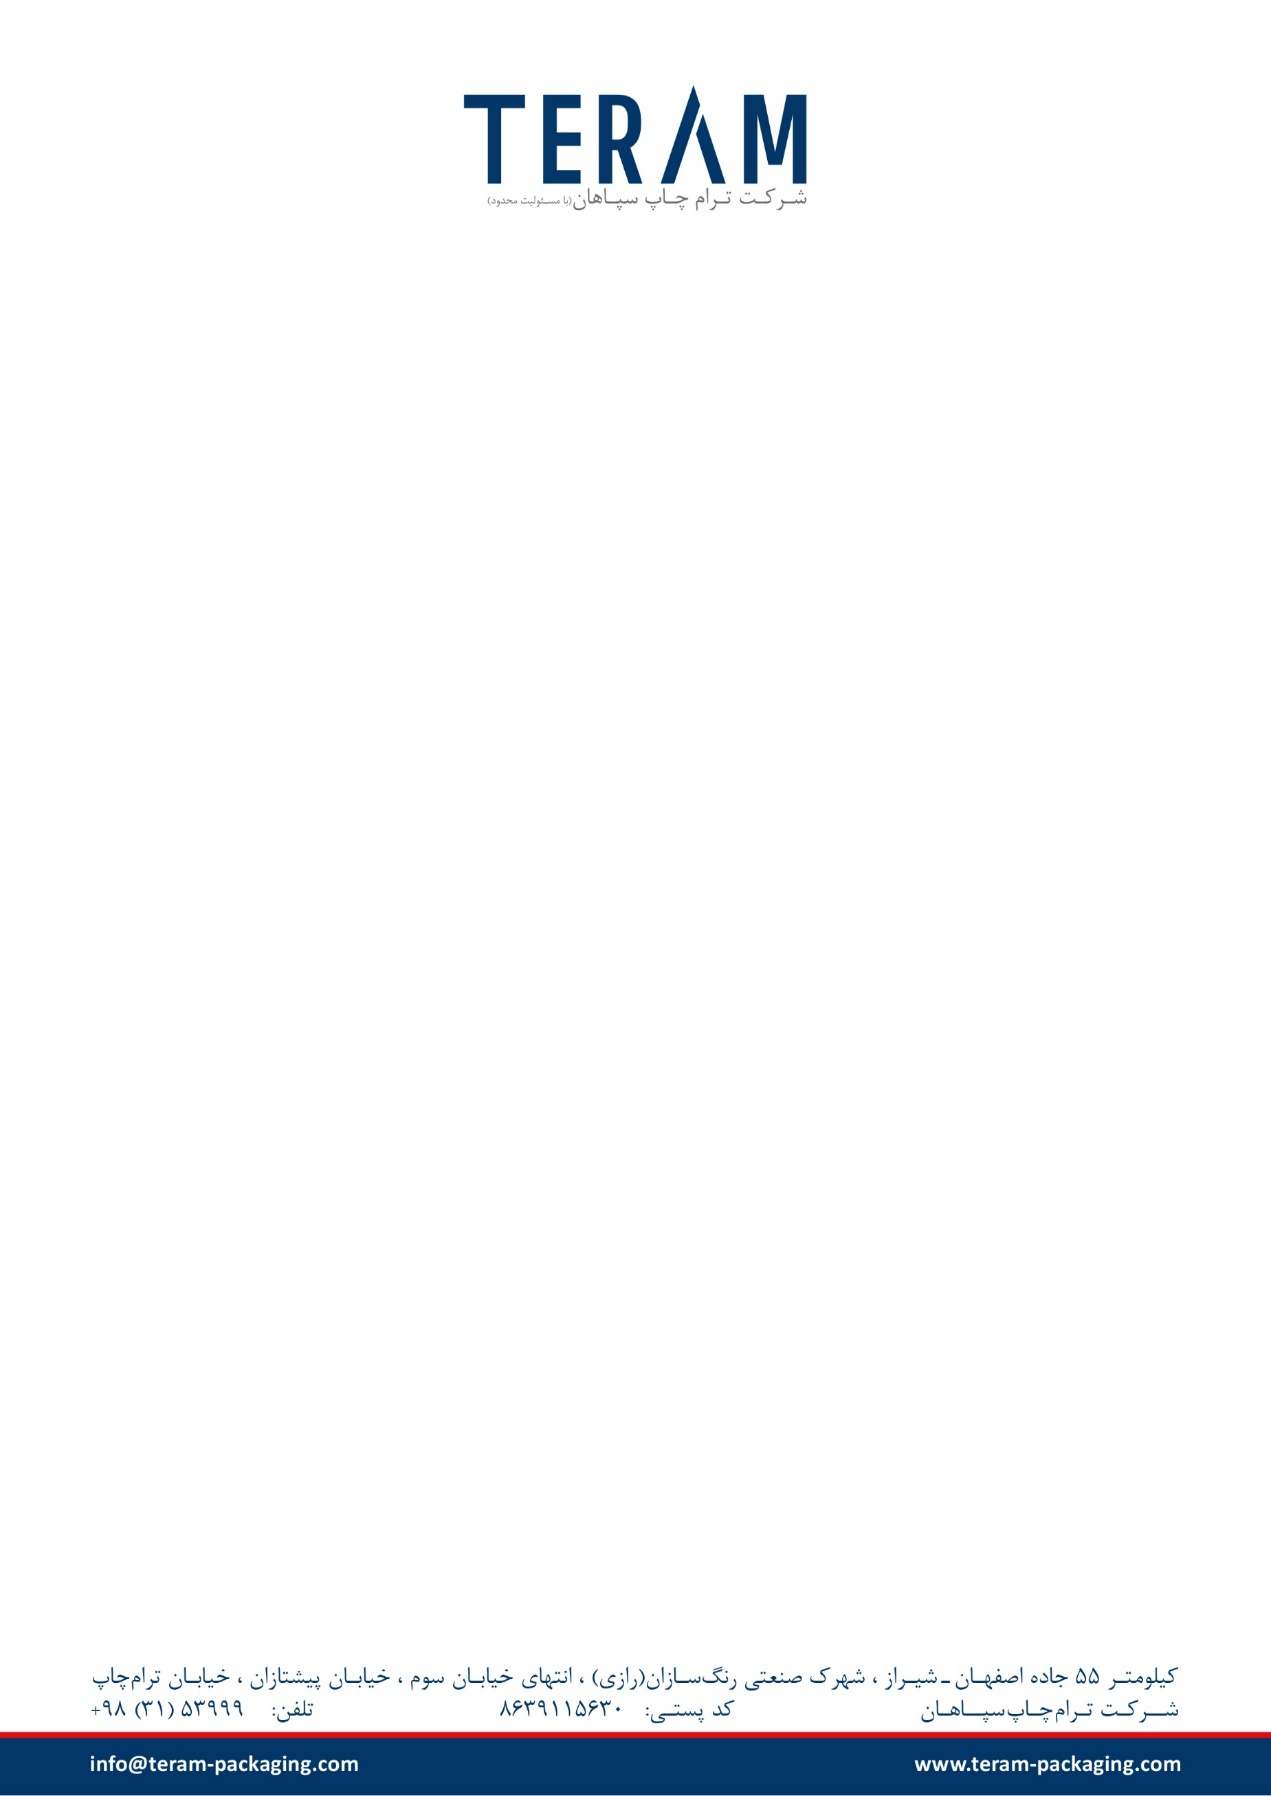 TERAM
شرکت ترام چاپ سپاهان (با مسئولیت محدود)
کیلومتر ۵۵ جاده اصفهان ـ شیراز ، شهرک صنعتی رنگ‌سازان(رازی) ، انتهای خیابان سوم ، خیابان پیشتازان ، خیابان ترام‌چاپ
شرکت ترام‌چاپ‌سپاهان کد پستی: ۸۶۳۹۱۱۵۶۳۰ تلفن: ۵۳۹۹۹ (۳۱) ۹۸+
info@teram-packaging.com www.teram-packaging.com